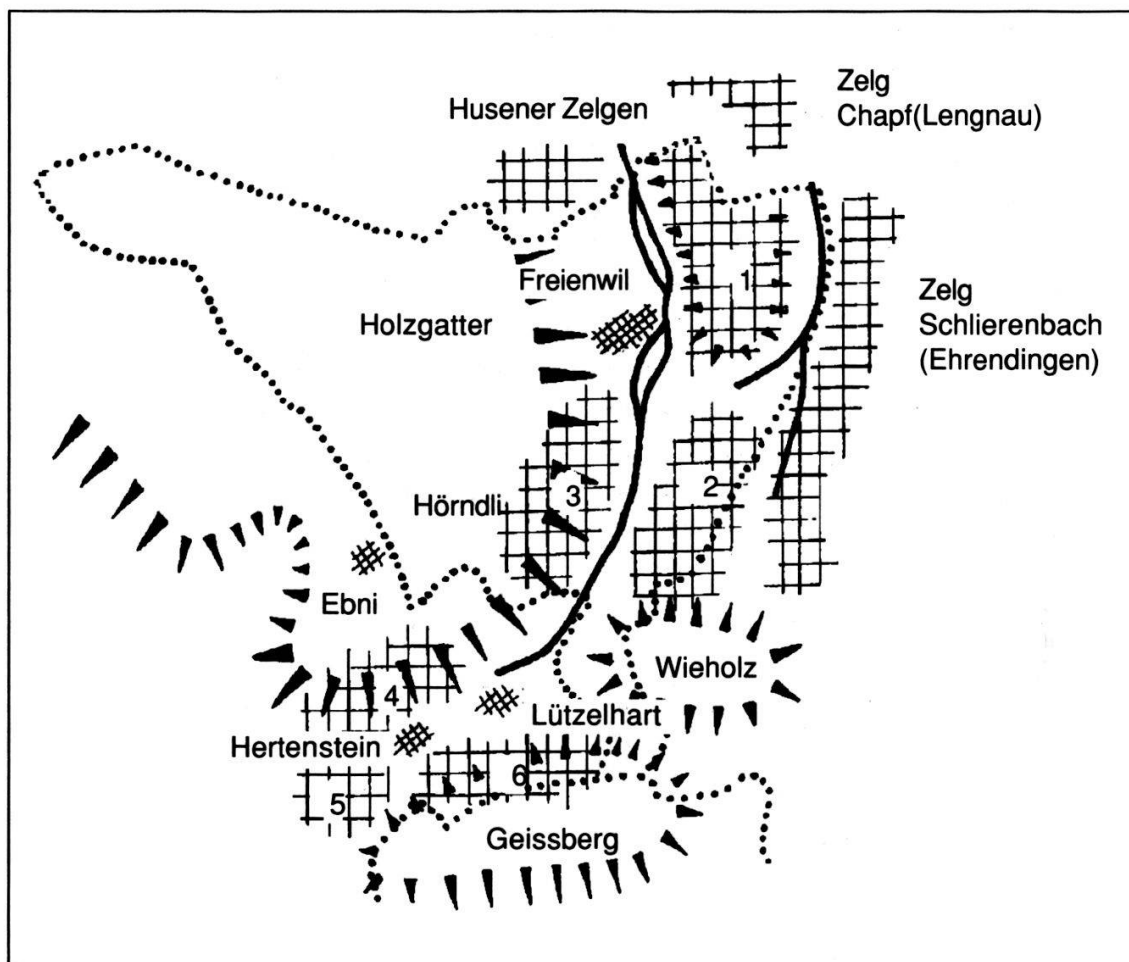 Zelg
Chapf(Lengnau)
Husener Zelgen
Freienwil
1
Zelg
Schlierenbach
(Ehrendingen)
Holzgatter
2
3
Hörndli
Ebni
Wieholz
4
Lützelhart
Hertenstein
6
5
Geissberg